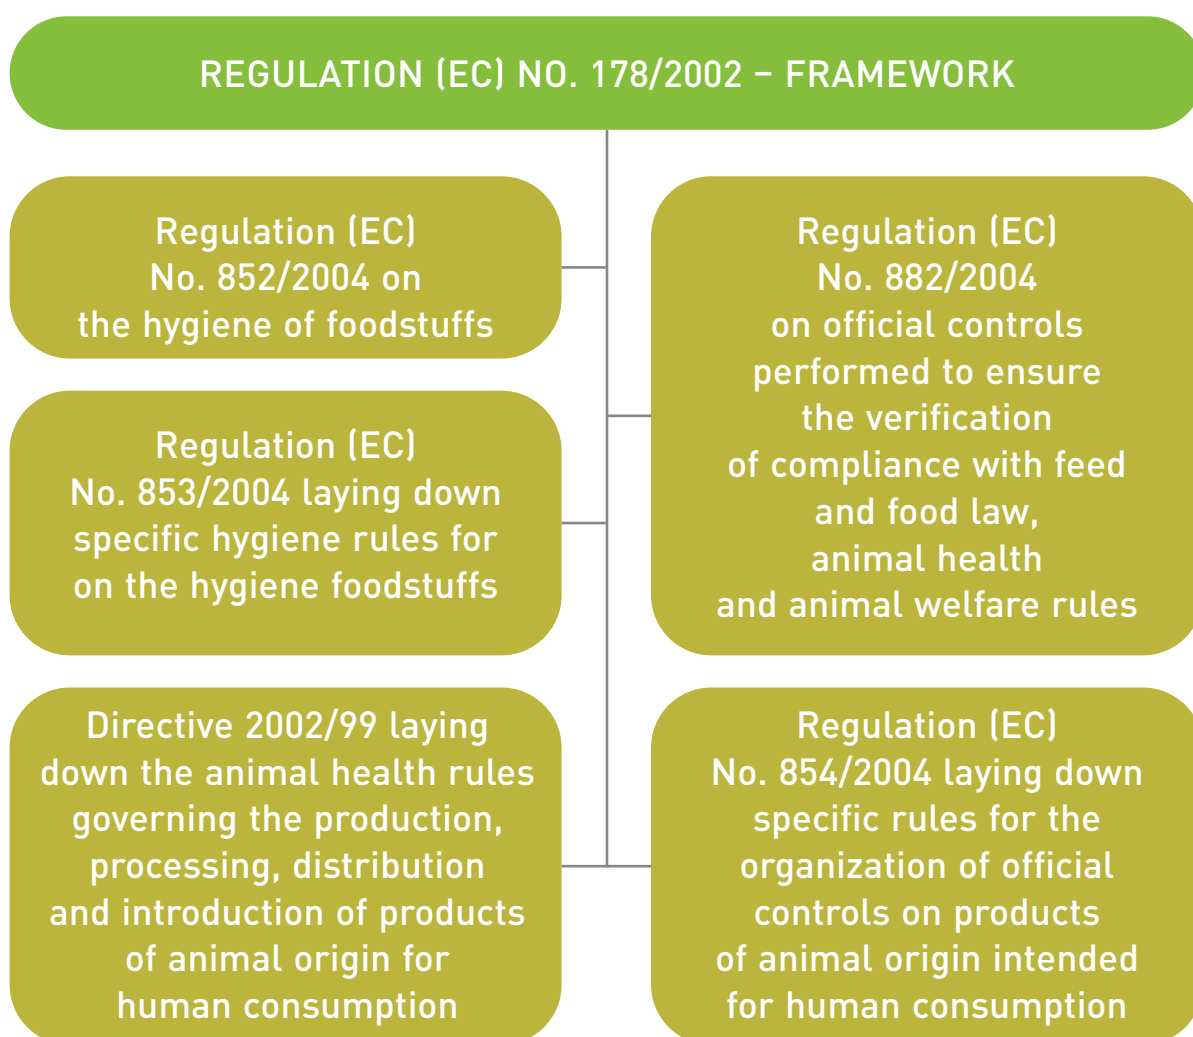 REGULATION (EC) NO. 178/2002 – FRAMEWORK
Regulation (EC)
No. 852/2004 on
the hygiene of foodstuffs
Regulation (EC)
No. 853/2004 laying down
specific hygiene rules for
on the hygiene foodstuffs
Directive 2002/99 laying
down the animal health rules
governing the production,
processing, distribution
and introduction of products
of animal origin for
human consumption
Regulation (EC)
No. 882/2004
on official controls
performed to ensure
the verification
of compliance with feed
and food law,
animal health
and animal welfare rules
Regulation (EC)
No. 854/2004 laying down
specific rules for the
organization of official
controls on products
of animal origin intended
for human consumption